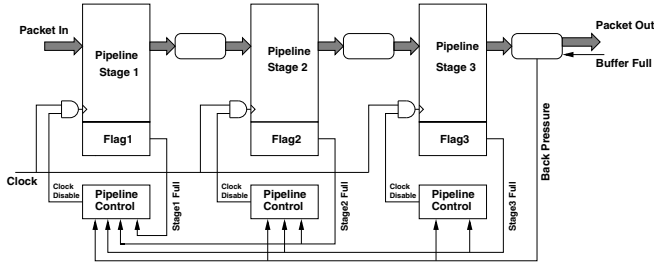 Packet In
Pipeline
Stage 1
Pipeline
Stage 2
Pipeline
Stage 3
Packet Out
Buffer Full
Flag1
Flag2
Flag3
Clock
Clock
Disable
Pipeline
Control
Stage1 Full
Clock
Disable
Pipeline
Control
Stage2 Full
Clock
Disable
Pipeline
Control
Stage3 Full
Back Pressure